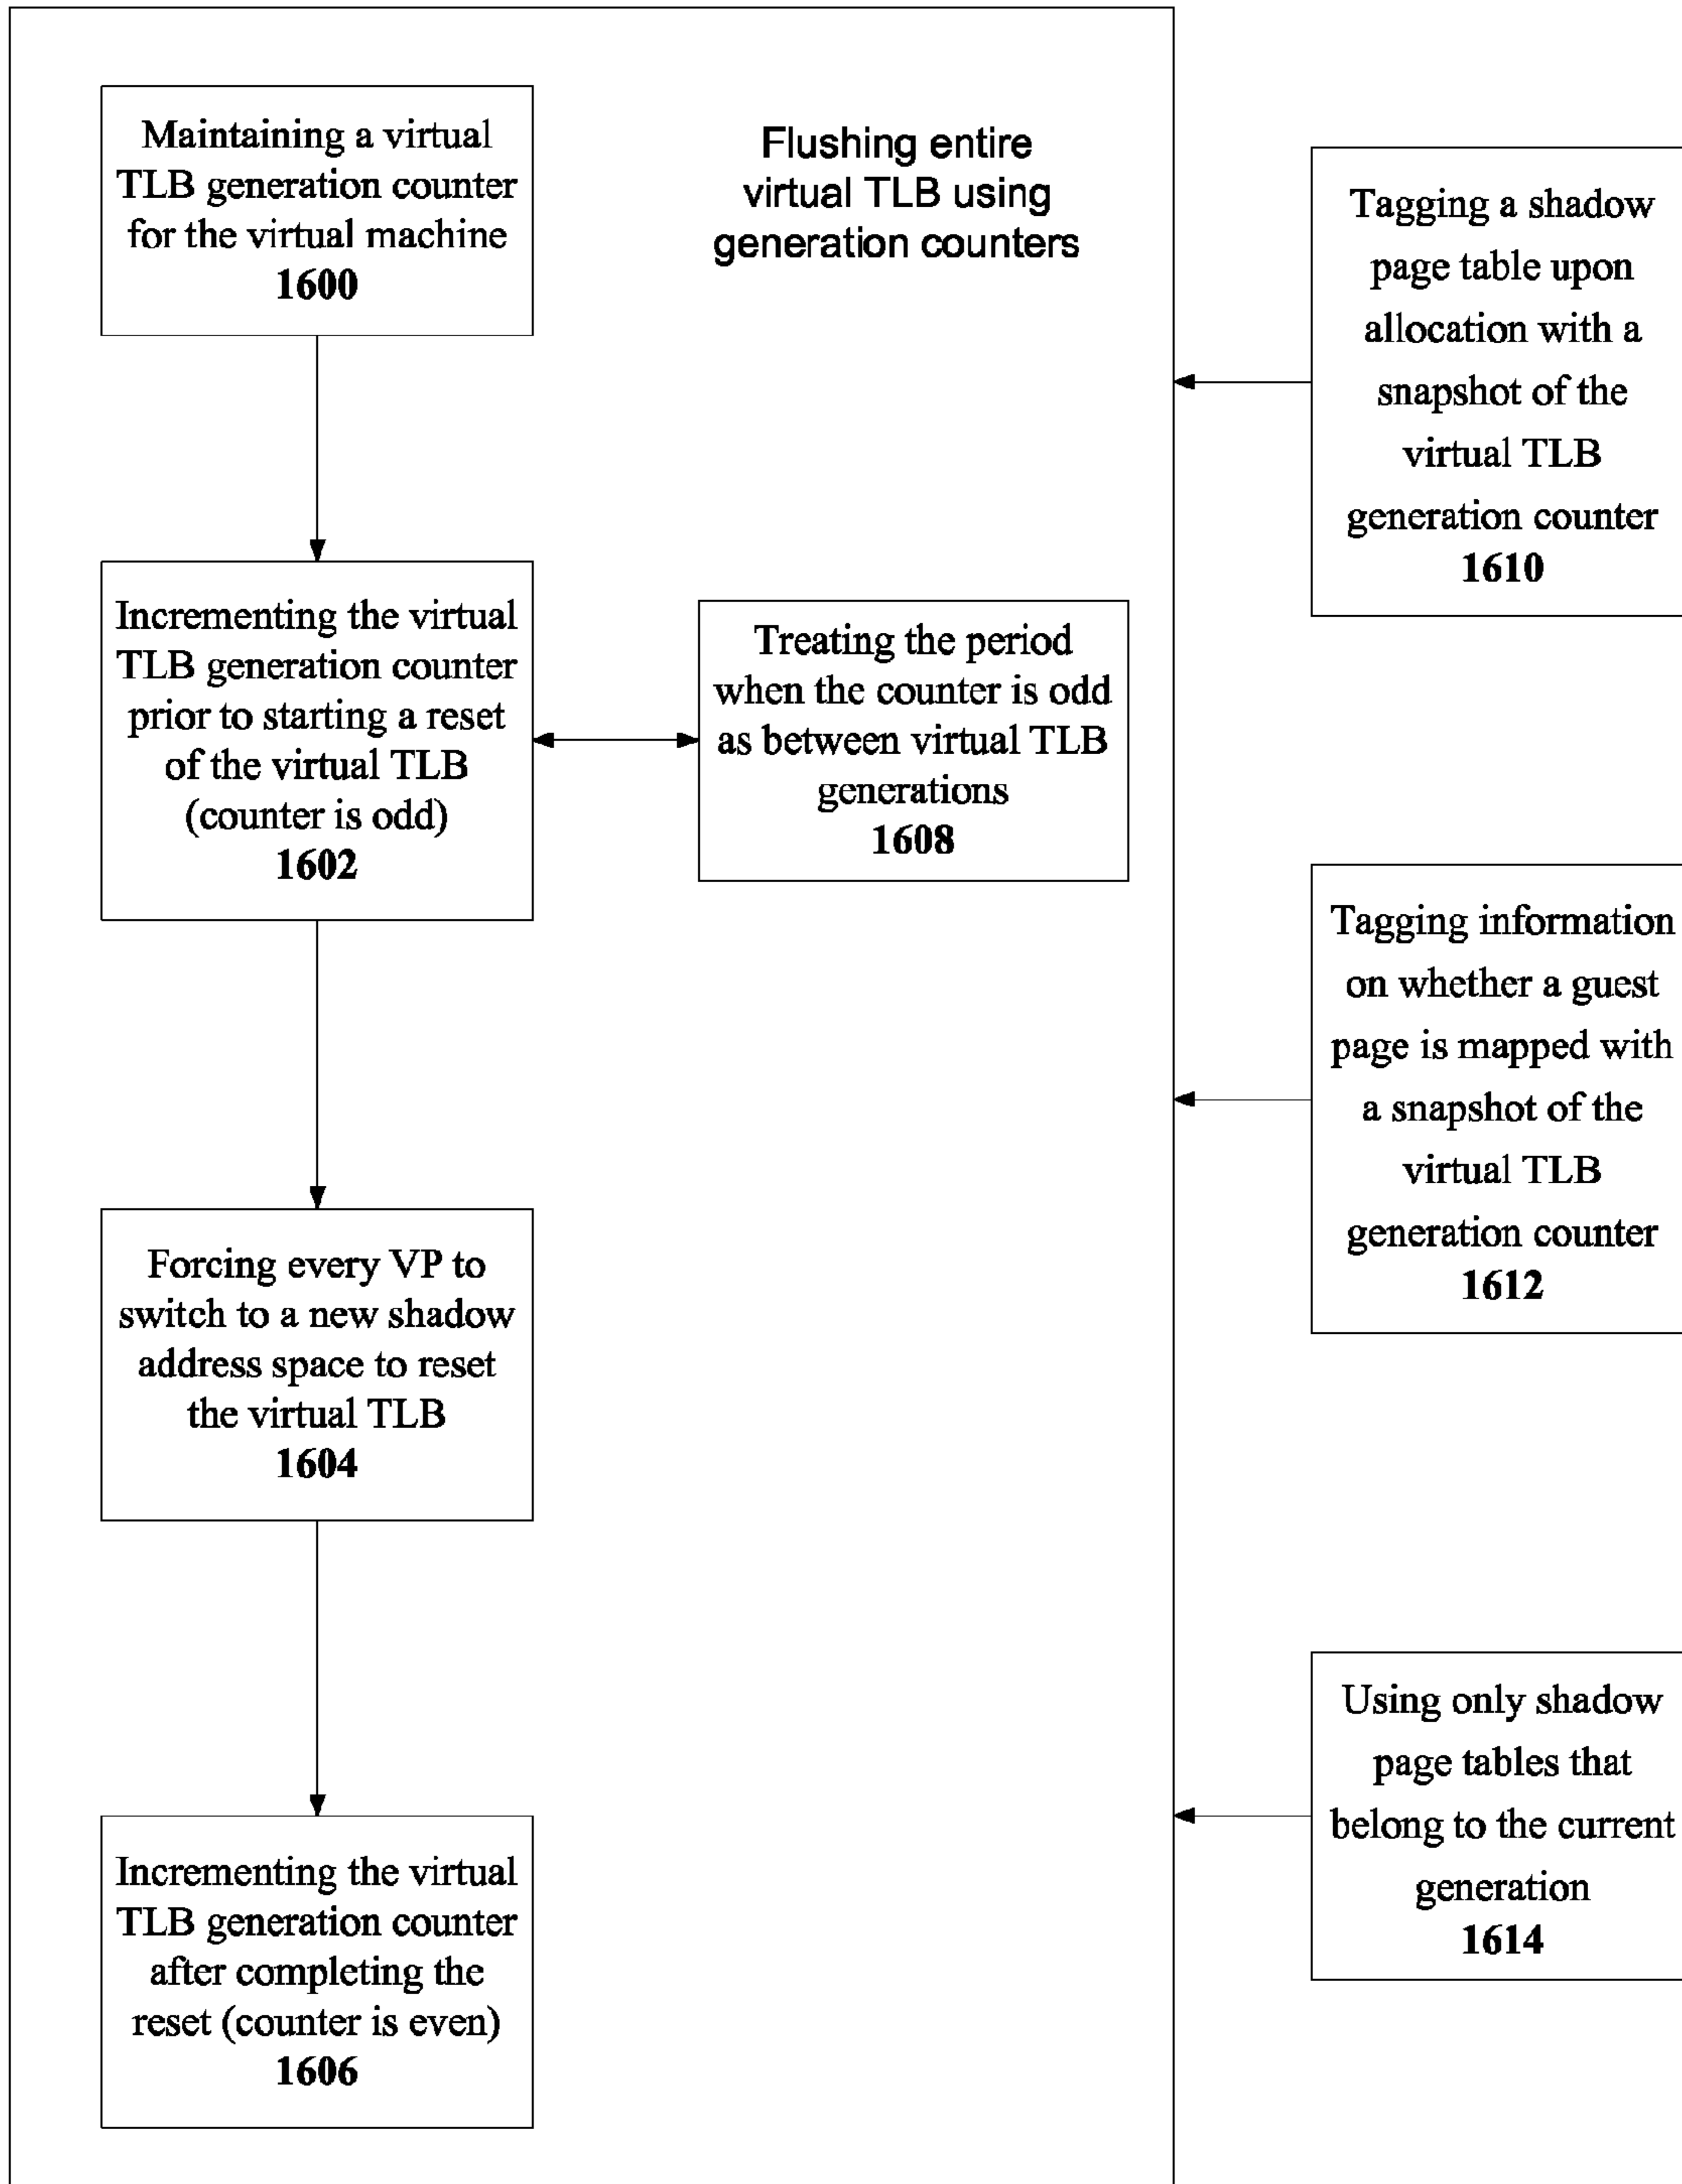 Maintaining a virtual
TLB generation counter
for the virtual machine
1600
Flushing entire
virtual TLB using
generation counters
Incrementing the virtual
TLB generation counter
prior to starting a reset
of the virtual TLB
(counter is odd)
1602
Treating the period
when the counter is odd
as between virtual TLB
generations
1608
Forcing every VP to
switch to a new shadow
address space to reset
the virtual TLB
1604
Incrementing the virtual
TLB generation counter
after completing the
reset (counter is even)
1606
Tagging a shadow
page table upon
allocation with a
snapshot of the
virtual TLB
generation counter
1610
Tagging information
on whether a guest
page is mapped with
a snapshot of the
virtual TLB
generation counter
1612
Using only shadow
page tables that
belong to the current
generation
1614